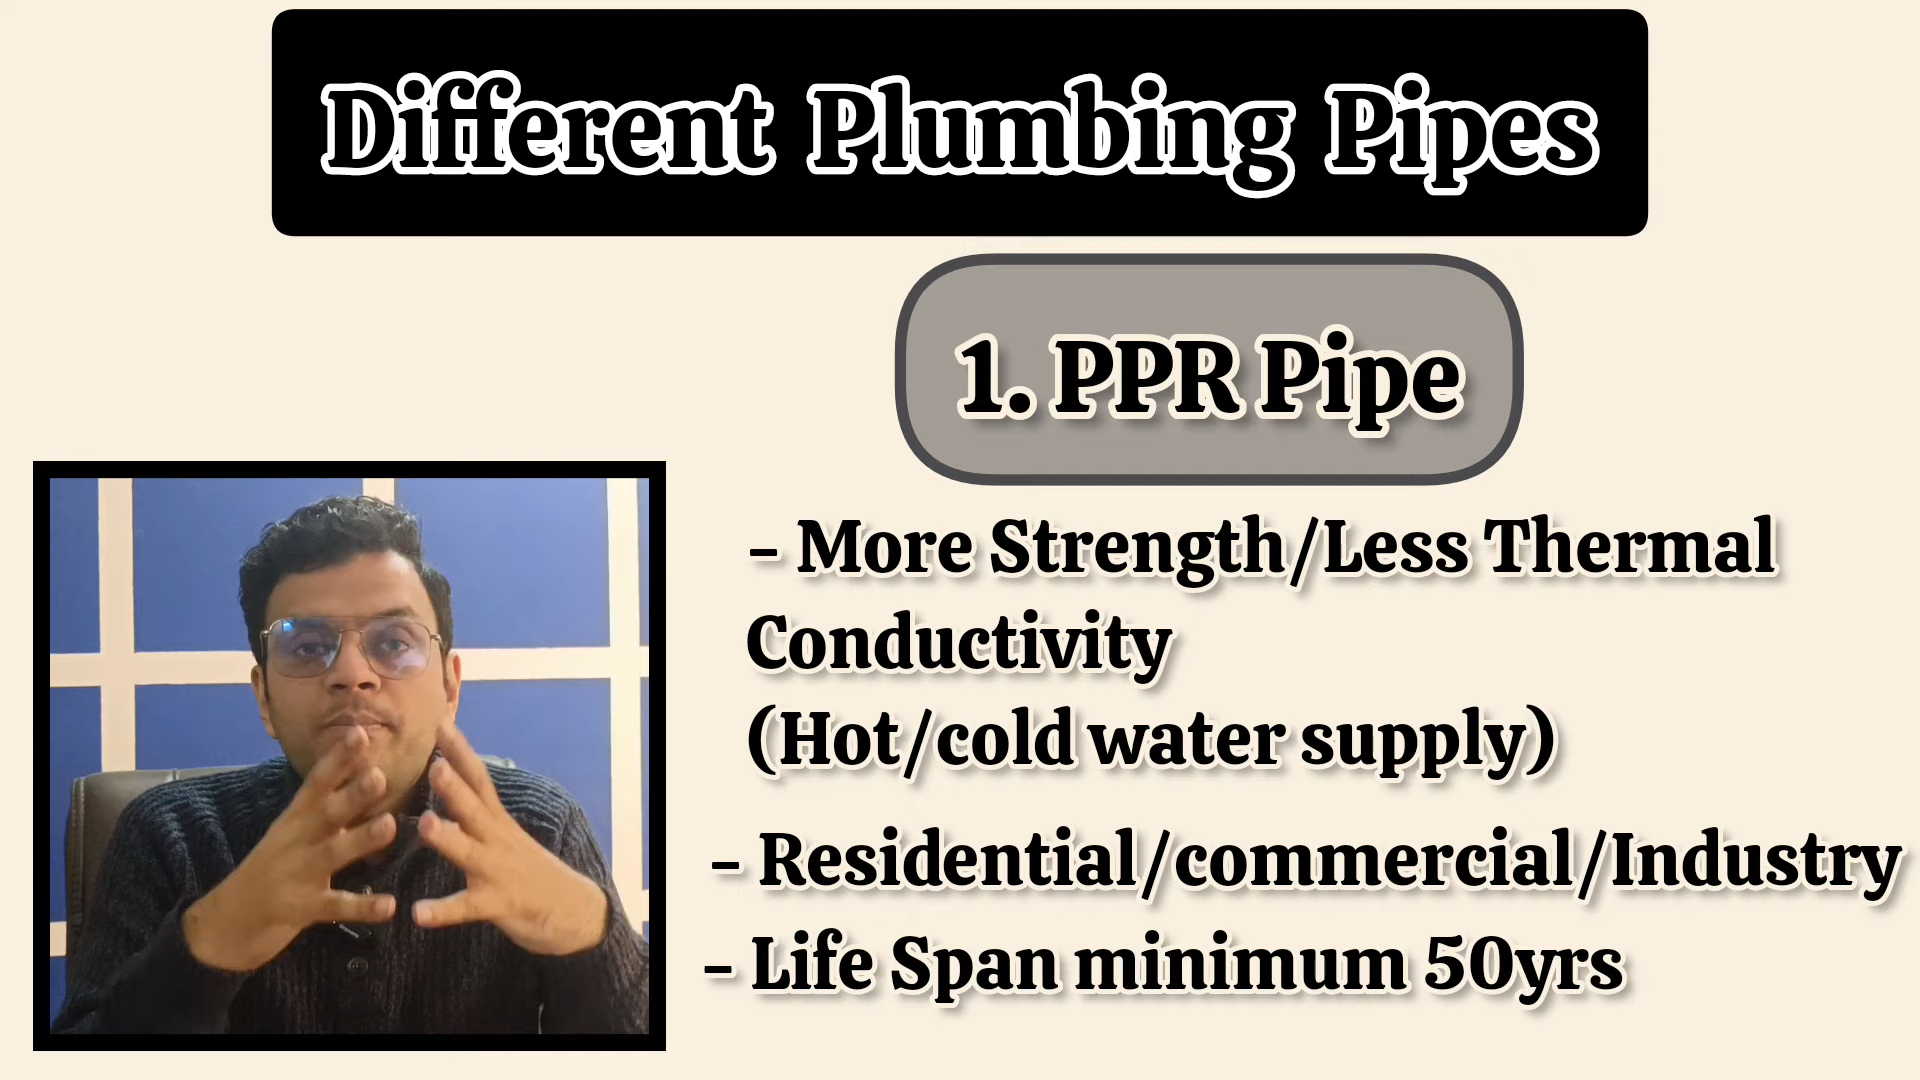 Different Plumbing Pipes
1. PPR Pipe
- More Strength/Less Thermal
Conductivity
(Hot/cold water supply)
- Residential/commercial/Industry
- Life Span minimum 50yrs